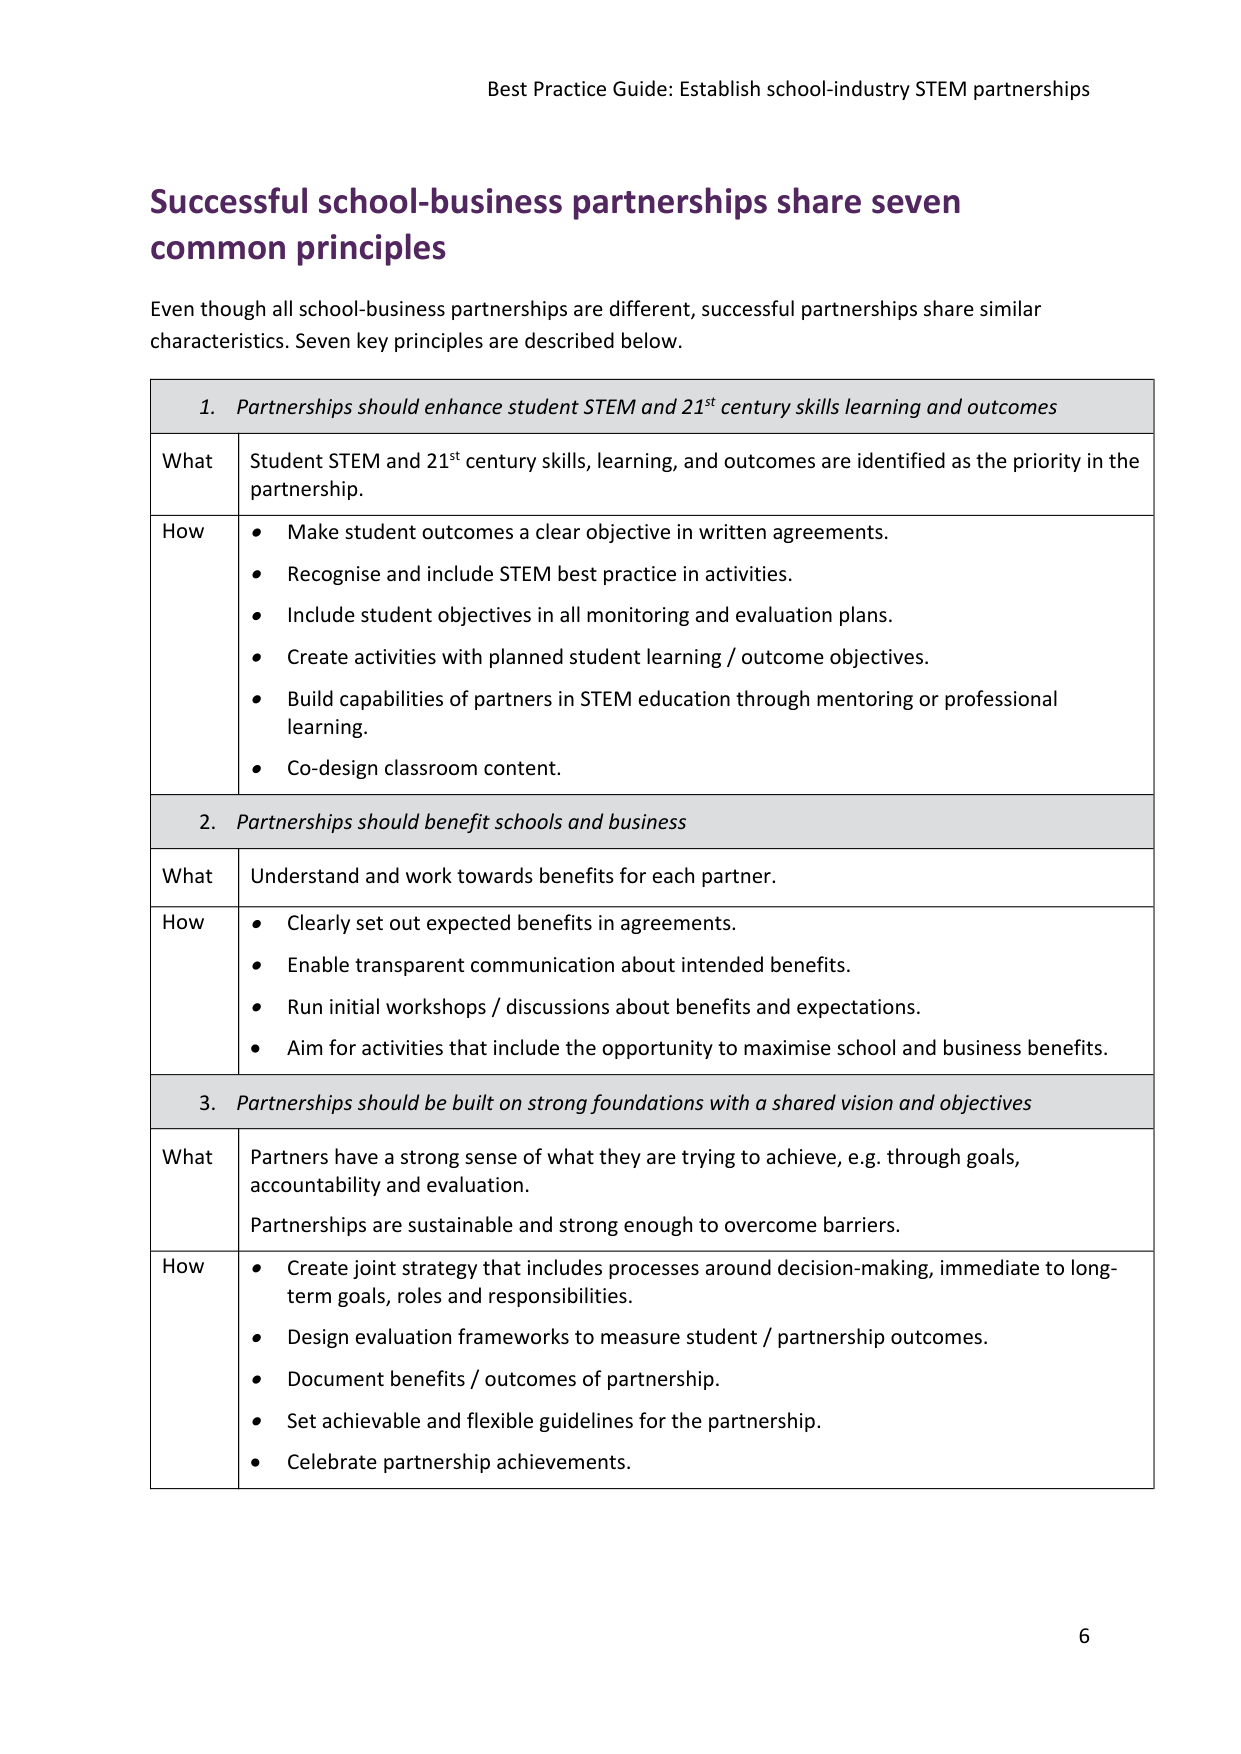 Best Practice Guide: Establish school-industry STEM partnerships
Successful school-business partnerships share seven
common principles
Even though all school-business partnerships are different, successful partnerships share similar
characteristics. Seven key principles are described below.
1. Partnerships should enhance student STEM and 21st century skills learning and outcomes
What
Student STEM and 21st century skills, learning, and outcomes are identified as the priority in the
partnership.
How
• Make student outcomes a clear objective in written agreements.
• Recognise and include STEM best practice in activities.
• Include student objectives in all monitoring and evaluation plans.
• Create activities with planned student learning / outcome objectives.
• Build capabilities of partners in STEM education through mentoring or professional
learning.
• Co-design classroom content.
2. Partnerships should benefit schools and business
What
Understand and work towards benefits for each partner.
How
• Clearly set out expected benefits in agreements.
• Enable transparent communication about intended benefits.
• Run initial workshops / discussions about benefits and expectations.
• Aim for activities that include the opportunity to maximise school and business benefits.
3. Partnerships should be built on strong foundations with a shared vision and objectives
What
Partners have a strong sense of what they are trying to achieve, e.g. through goals,
accountability and evaluation.
Partnerships are sustainable and strong enough to overcome barriers.
How
• Create joint strategy that includes processes around decision-making, immediate to long-
term goals, roles and responsibilities.
• Design evaluation frameworks to measure student / partnership outcomes.
• Document benefits / outcomes of partnership.
• Set achievable and flexible guidelines for the partnership.
• Celebrate partnership achievements.
6